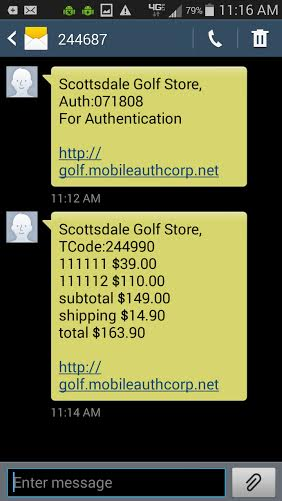 4G LTE 79% 11:16 AM
244687
Scottsdale Golf Store,
Auth:071808
For Authentication
http://
golf.mobileauthcorp.net
11:12 AM
Scottsdale Golf Store,
TCode:244990
111111 $39.00
111112 $110.00
subtotal $149.00
shipping $14.90
total $163.90
http://
golf.mobileauthcorp.net
11:14 AM
Enter message